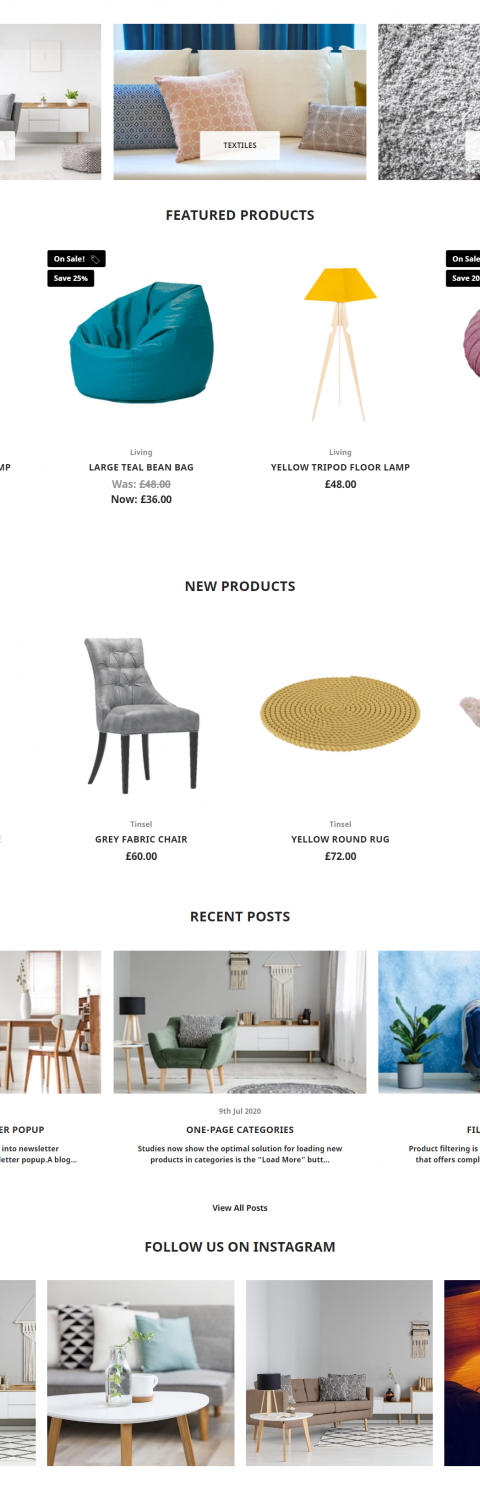 TEXTILES
FEATURED PRODUCTS
On Sale!
On Sale
Save 25%
Save 20
Living
Living
MP
LARGE TEAL BEAN BAG
YELLOW TRIPOD FLOOR LAMP
Was: £48.00
£48.00
Now: £36.00
NEW PRODUCTS
Tinsel
Tinsel
E
GREY FABRIC CHAIR
YELLOW ROUND RUG
£60.00
£72.00
RECENT POSTS
9th Jul 2020
ER POPUP
ONE-PAGE CATEGORIES
FIL
into newsletter
Studies now show the optimal solution for loading new
Product filtering is
letter popup.A blog...
products in categories is the "Load More" butt...
that offers compl
View All Posts
FOLLOW US ON INSTAGRAM